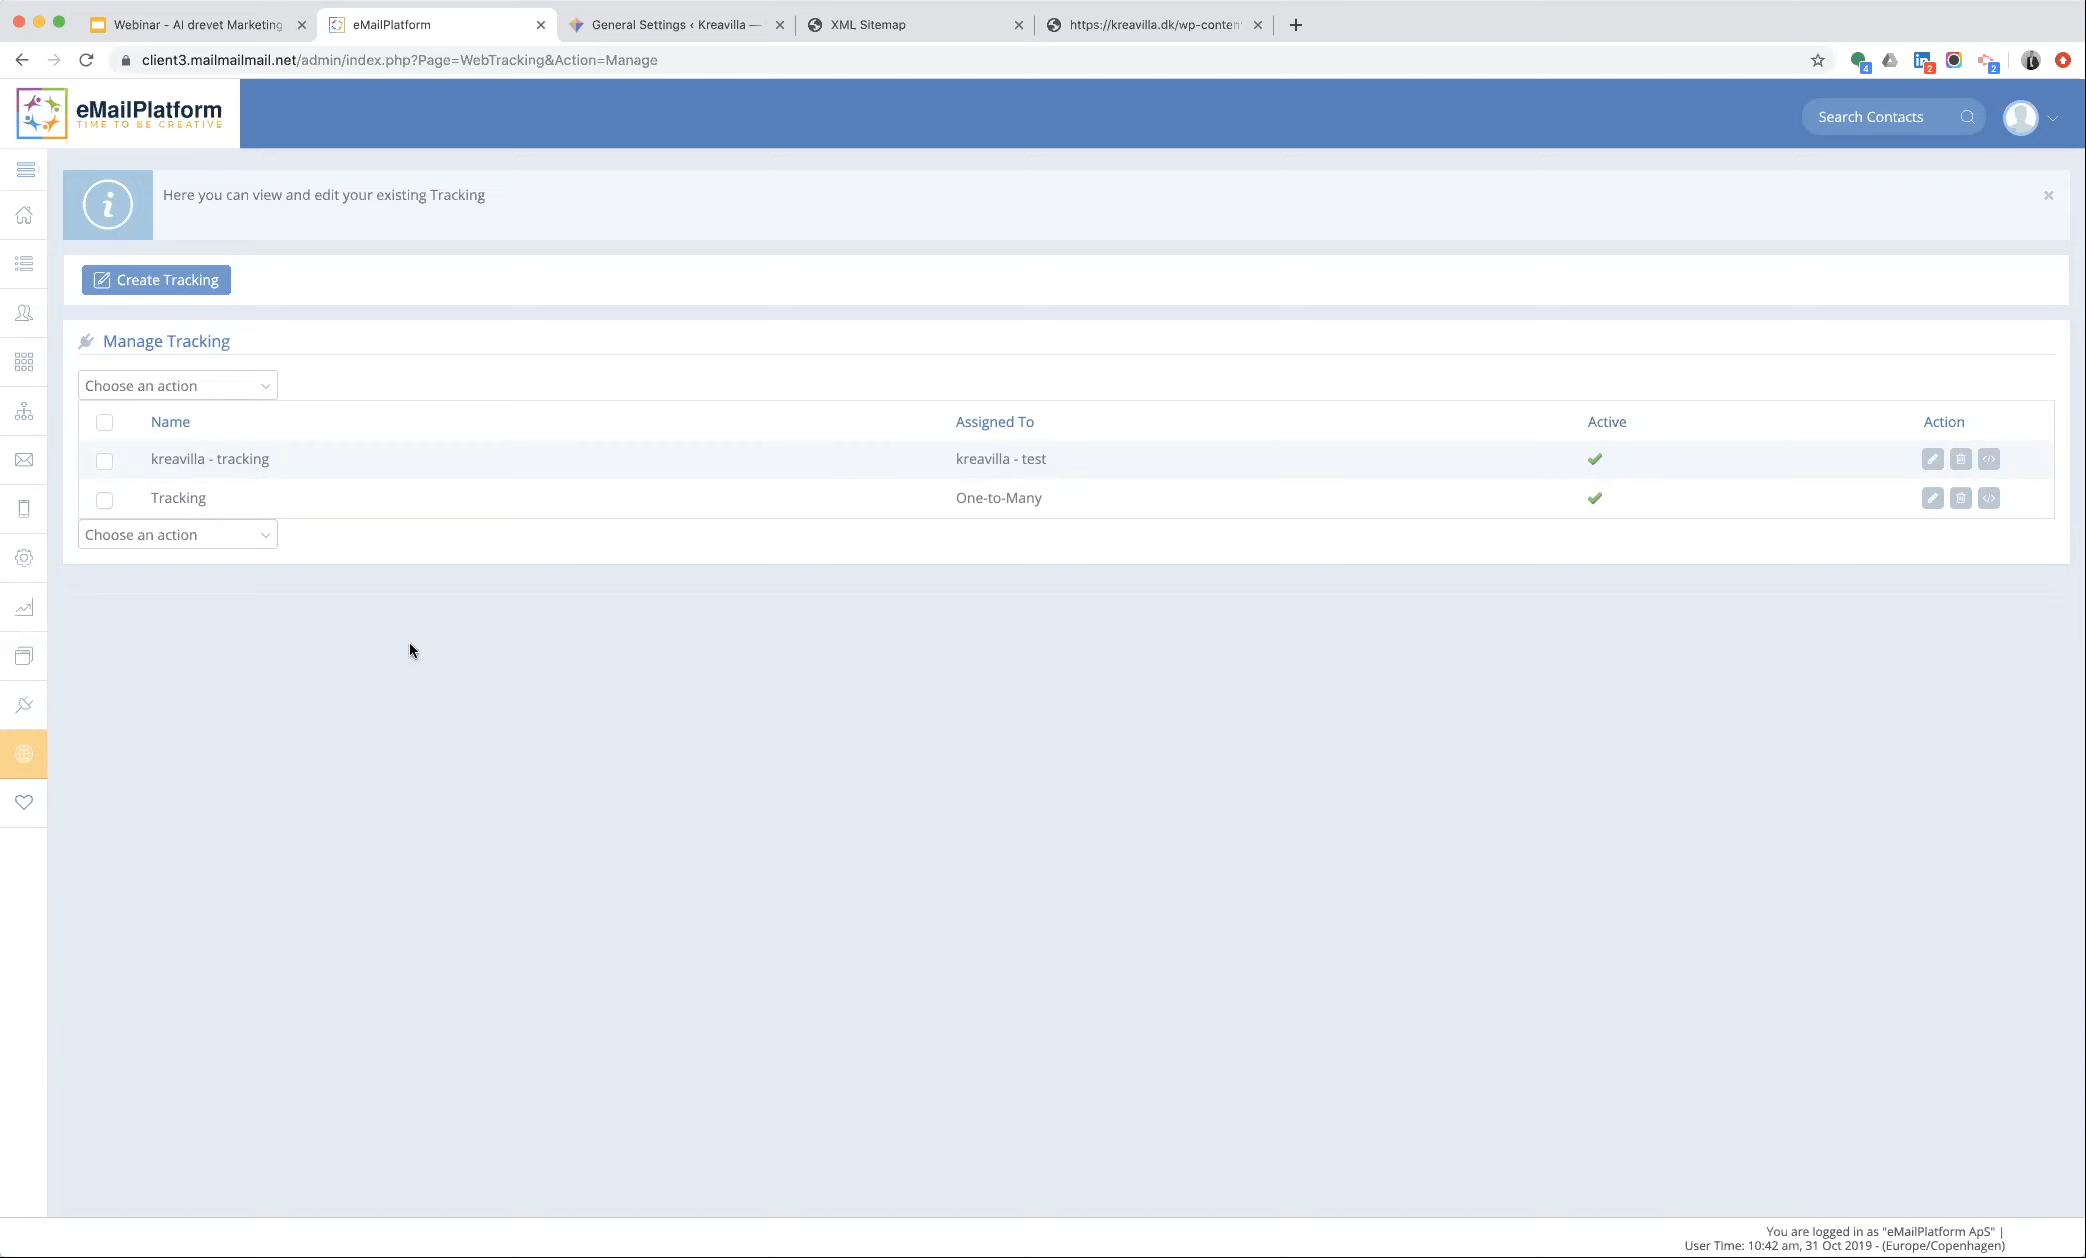 Webinar - AI drevet Marketing
eMailPlatform
General Settings ‹ Kreavilla —
XML Sitemap
https://kreavilla.dk/wp-conten
client3.mailmailmail.net/admin/index.php?Page=WebTracking&Action=Manage
4
2
2
eMailPlatform
TIME TO BE CREATIVE
Search Contacts
Here you can view and edit your existing Tracking
Create Tracking
Manage Tracking
Choose an action
Name Assigned To Active Action
kreavilla - tracking kreavilla - test
Tracking One-to-Many
Choose an action
You are logged in as "eMailPlatform ApS" |
User Time: 10:42 am, 31 Oct 2019 - (Europe/Copenhagen)